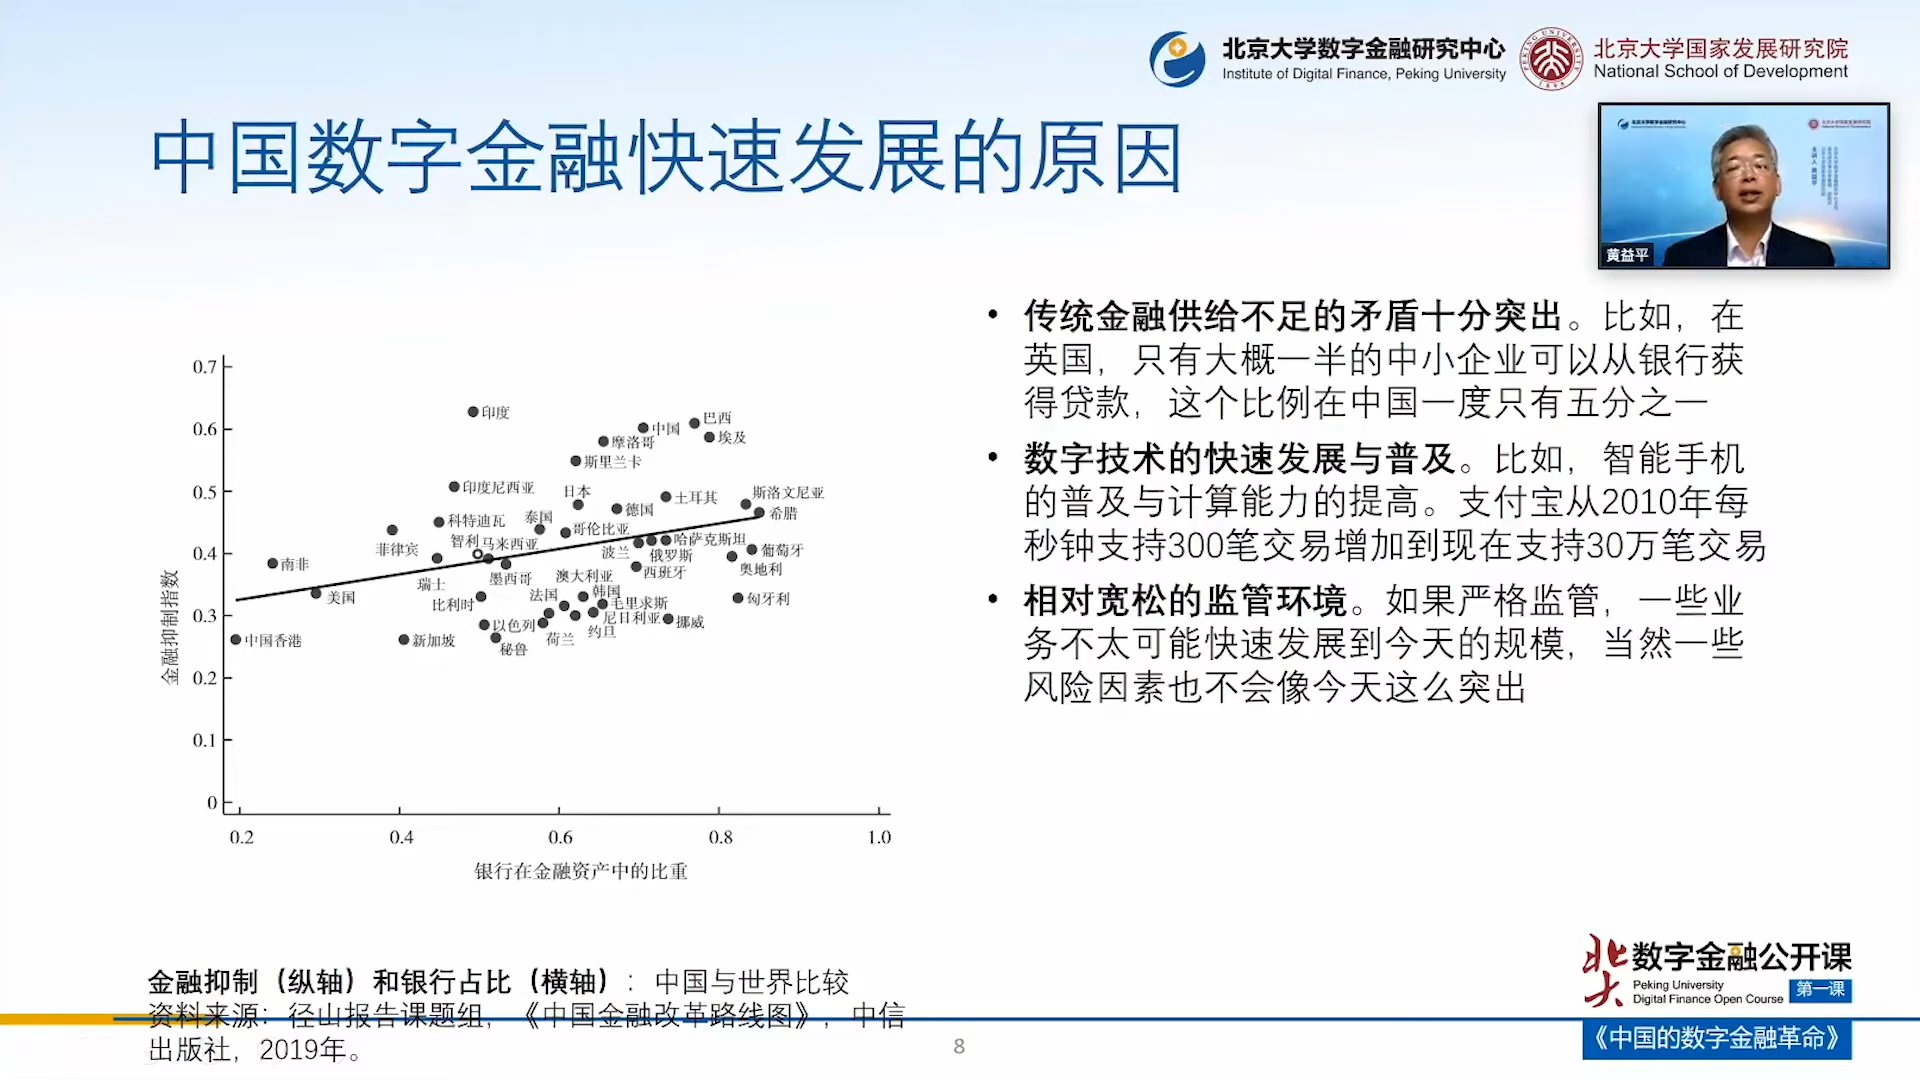 北京大学数字金融研究中心
Institute of Digital Finance, Peking University
北京大学国家发展研究院
National School of Development
中国数字金融快速发展的原因
黄益平
• 传统金融供给不足的矛盾十分突出。比如，在
英国，只有大概一半的中小企业可以从银行获
得贷款，这个比例在中国一度只有五分之一
• 数字技术的快速发展与普及。比如，智能手机
的普及与计算能力的提高。支付宝从2010年每
秒钟支持300笔交易增加到现在支持30万笔交易
• 相对宽松的监管环境。如果严格监管，一些业
务不太可能快速发展到今天的规模，当然一些
风险因素也不会像今天这么突出
金融抑制指数
0.7
0.6
0.5
0.4
0.3
0.2
0.1
0
印度
中国
巴西
埃及
摩洛哥
斯里兰卡
印度尼西亚
日本
土耳其
斯洛文尼亚
德国
希腊
科特迪瓦
泰国
哥伦比亚
菲律宾
智利
马来西亚
波兰
哈萨克斯坦
俄罗斯
葡萄牙
南非
瑞士
墨西哥
澳大利亚
西班牙
奥地利
美国
比利时
法国
韩国
毛里求斯
匈牙利
以色列
尼日利亚
挪威
中国香港
新加坡
秘鲁
荷兰
约旦
0.2 0.4 0.6 0.8 1.0
银行在金融资产中的比重
金融抑制（纵轴）和银行占比（横轴）：中国与世界比较
资料来源：径山报告课题组，《中国金融改革路线图》，中信
出版社，2019年。
8
北大
数字金融公开课
Peking University
Digital Finance Open Course
第一课
《中国的数字金融革命》